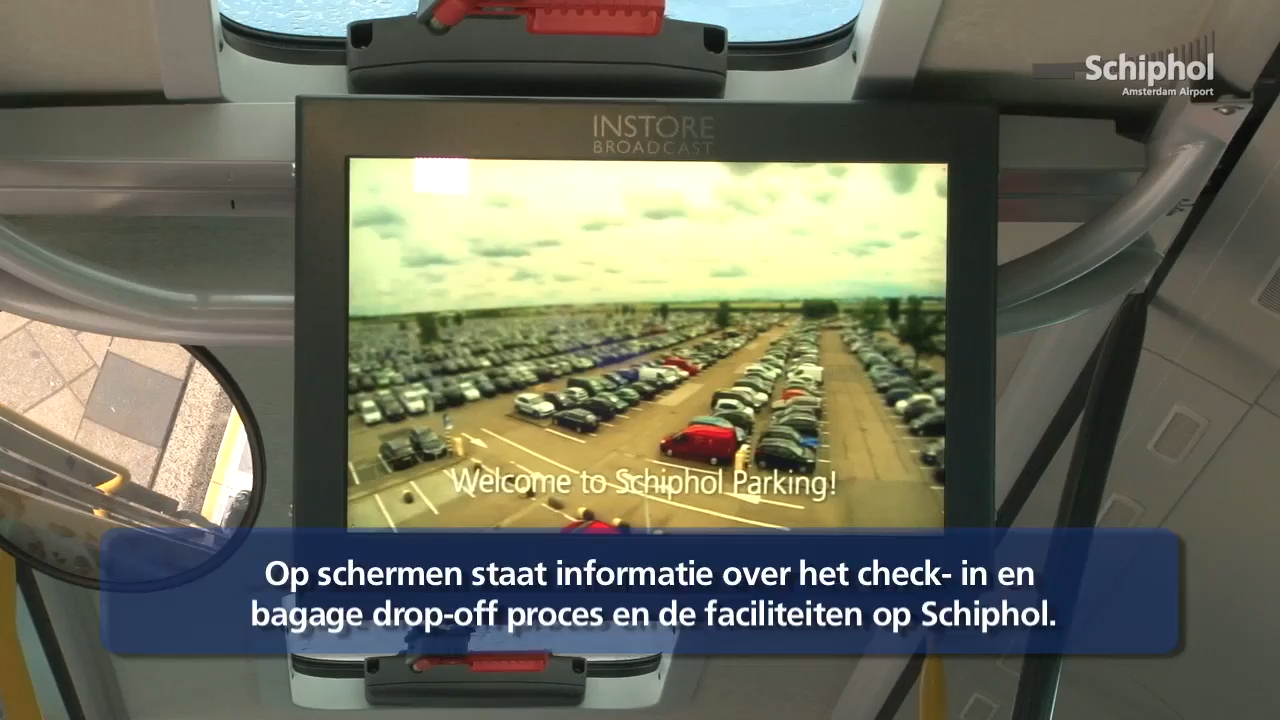 Schiphol
Amsterdam Airport
INSTORE
BROADCAST
Welcome to Schiphol Parking!
Op schermen staat informatie over het check- in en
bagage drop-off proces en de faciliteiten op Schiphol.